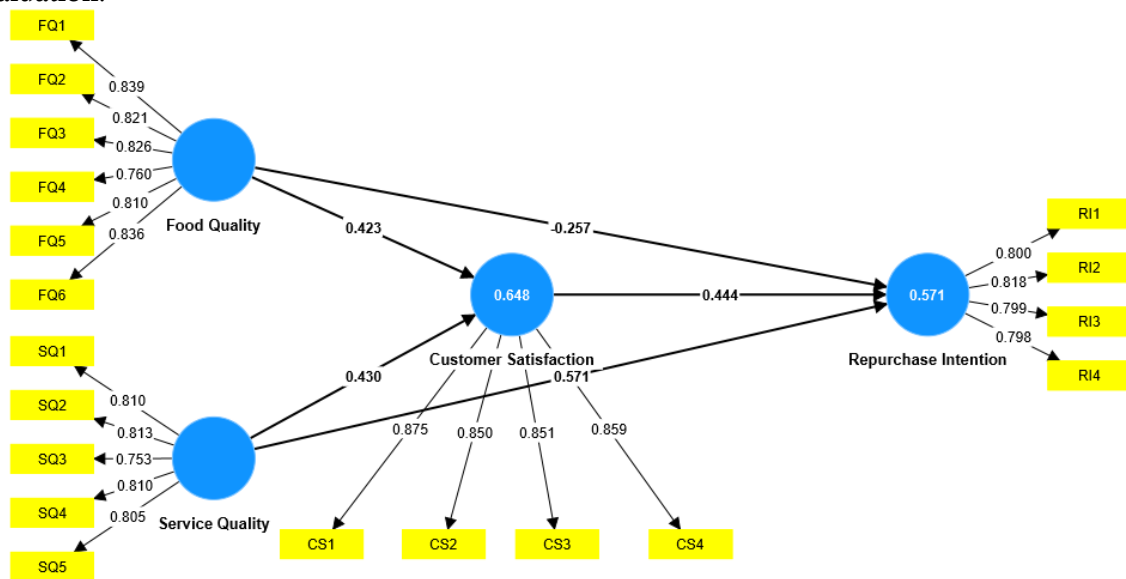 FQ1
FQ2
FQ3
FQ4
FQ5
FQ6
0.839
0.821
0.826
0.760
0.810
0.836
Food Quality
0.423
-0.257
SQ1
SQ2
SQ3
SQ4
SQ5
0.810
0.813
0.753
0.810
0.805
Service Quality
0.430
0.571
0.648
Customer Satisfaction
0.444
0.875
0.850
0.851
0.859
CS1
CS2
CS3
CS4
0.571
Repurchase Intention
0.800
0.818
0.799
0.798
RI1
RI2
RI3
RI4